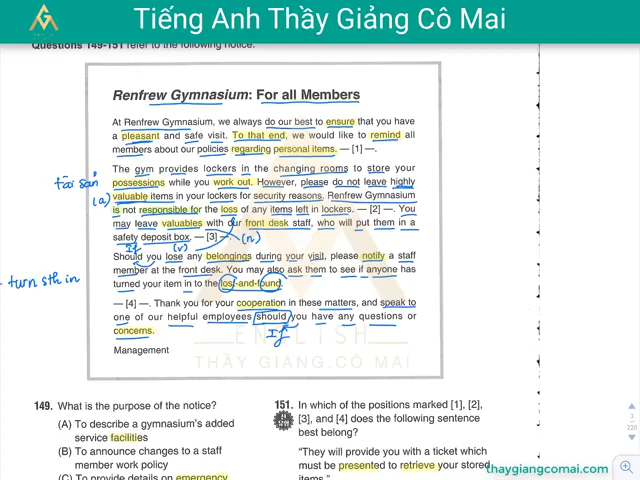 Tiếng Anh Thầy Giảng Cô Mai
Questions 149-151 refer to the following notice.
Renfrew Gymnasium: For all Members
At Renfrew Gymnasium, we always do our best to ensure that you have
a pleasant and safe visit. To that end, we would like to remind all
members about our policies regarding personal items. — [1] —.
The gym provides lockers in the changing rooms to store your
possessions while you work out. However, please do not leave highly
tài sản
valuable items in your lockers for security reasons. Renfrew Gymnasium
(a)
is not responsible for the loss of any items left in lockers. — [2] —. You
may leave valuables with our front desk staff, who will put them in a
safety deposit box. — [3] —.
(n)
If (v)
Should you lose any belongings during your visit, please notify a staff
member at the front desk. You may also ask them to see if anyone has
- turn sth in
turned your item in to the lost-and-found.
— [4] —. Thank you for your cooperation in these matters, and speak to
one of our helpful employees should you have any questions or
concerns.
If
Management
ENGLISH
THẦY GIẢNG.CÔ MAI
149. What is the purpose of the notice?
(A) To describe a gymnasium's added
service facilities
(B) To announce changes to a staff
member work policy
(C) To provide details on emergency
151. In which of the positions marked [1], [2],
[3], and [4] does the following sentence
best belong?
"They will provide you with a ticket which
must be presented to retrieve your stored
items."
3
220
thaygiangcomai.com